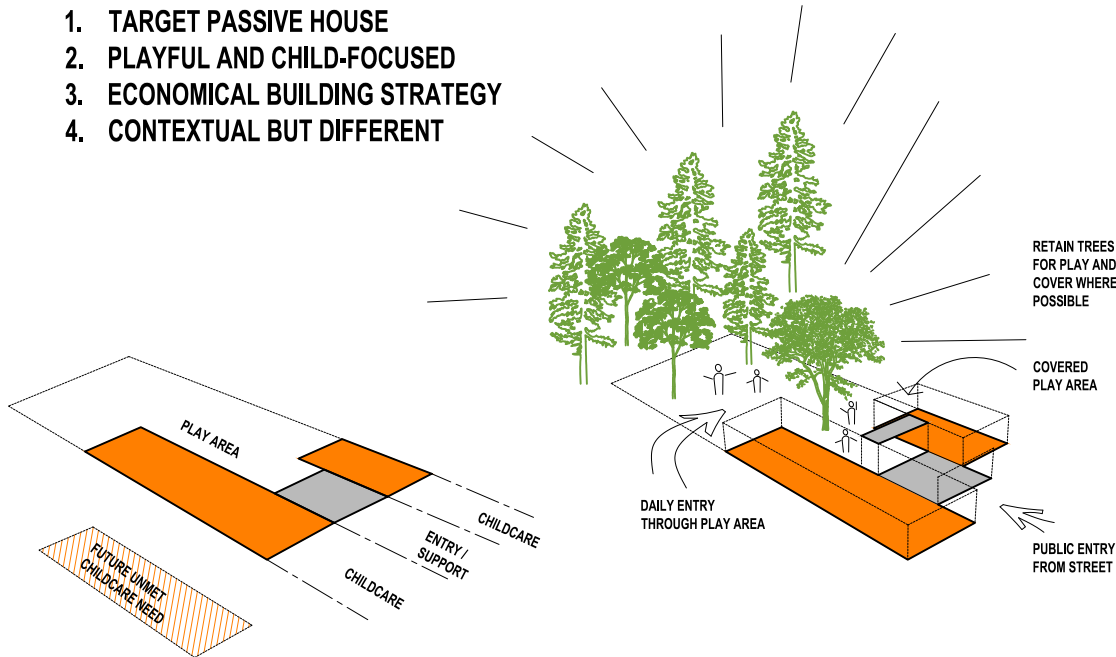 1. TARGET PASSIVE HOUSE
2. PLAYFUL AND CHILD-FOCUSED
3. ECONOMICAL BUILDING STRATEGY
4. CONTEXTUAL BUT DIFFERENT
PLAY AREA
CHILDCARE
ENTRY /
SUPPORT
CHILDCARE
FUTURE UNMET
CHILDCARE NEED
RETAIN TREES
FOR PLAY AND
COVER WHERE
POSSIBLE
COVERED
PLAY AREA
DAILY ENTRY
THROUGH PLAY AREA
PUBLIC ENTRY
FROM STREET